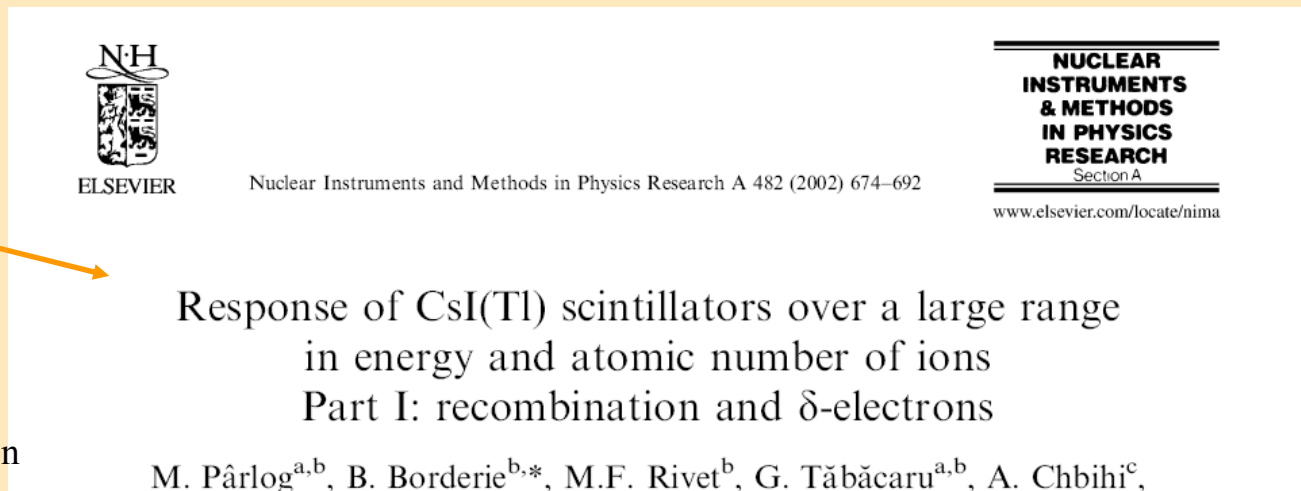 N·H
ELSEVIER
Nuclear Instruments and Methods in Physics Research A 482 (2002) 674–692
NUCLEAR
INSTRUMENTS
& METHODS
IN PHYSICS
RESEARCH
Section A
www.elsevier.com/locate/nima
Response of CsI(Tl) scintillators over a large range
in energy and atomic number of ions
Part I: recombination and δ-electrons
n
M. Pârlog^a,b, B. Borderie^b,*, M.F. Rivet^b, G. Tăbăcaru^a,b, A. Chbihi^c,